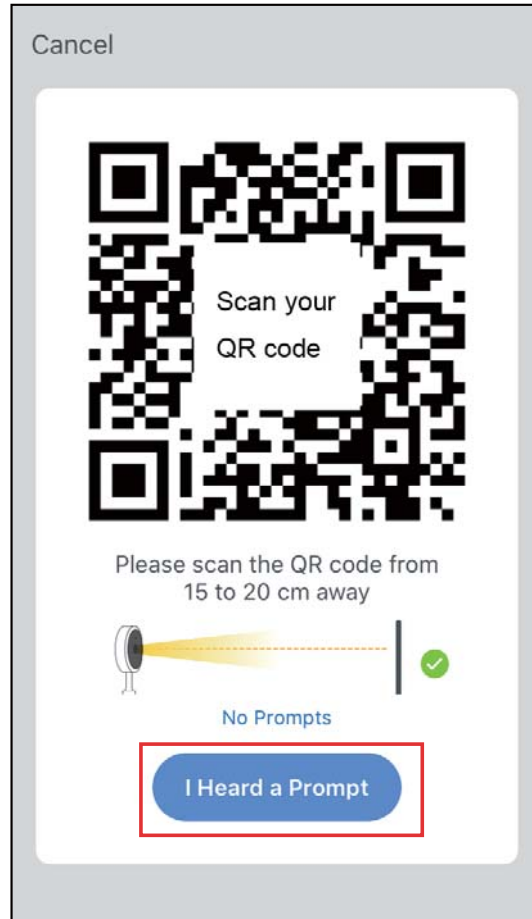 Cancel
Scan your
QR code
Please scan the QR code from
15 to 20 cm away
No Prompts
I Heard a Prompt